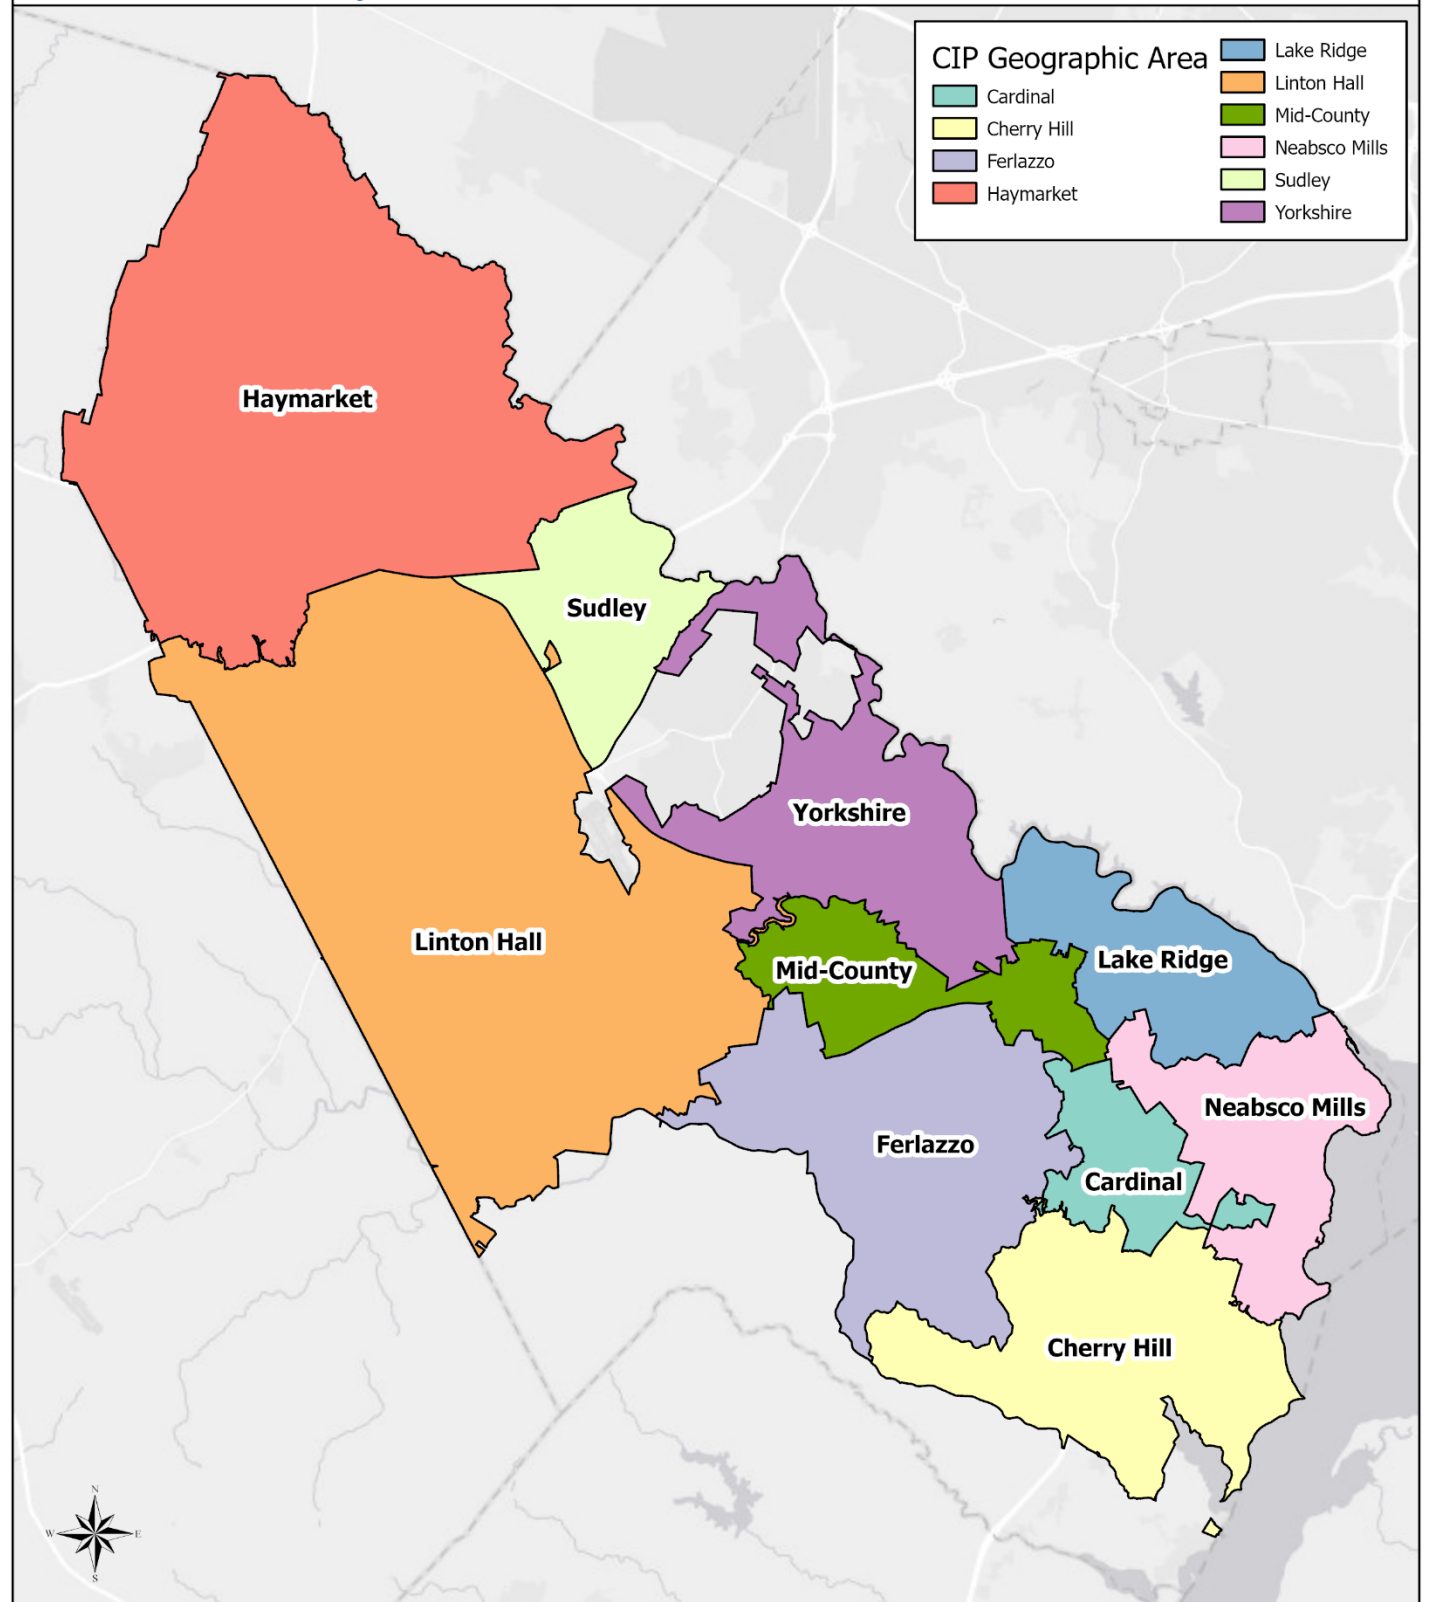 CIP Geographic Area
Cardinal
Cherry Hill
Ferlazzo
Haymarket
Lake Ridge
Linton Hall
Mid-County
Neabsco Mills
Sudley
Yorkshire
Haymarket
Sudley
Yorkshire
Linton Hall
Mid-County
Lake Ridge
Neabsco Mills
Ferlazzo
Cardinal
Cherry Hill
N
W E
S